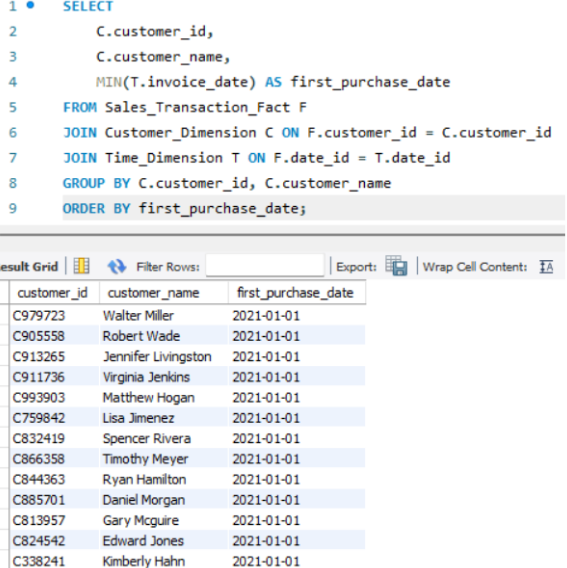 1 SELECT
2 C.customer_id,
3 C.customer_name,
4 MIN(T.invoice_date) AS first_purchase_date
5 FROM Sales_Transaction_Fact F
6 JOIN Customer_Dimension C ON F.customer_id = C.customer_id
7 JOIN Time_Dimension T ON F.date_id = T.date_id
8 GROUP BY C.customer_id, C.customer_name
9 ORDER BY first_purchase_date;
esult Grid Filter Rows: Export: Wrap Cell Content:
customer_id customer_name first_purchase_date
C979723 Walter Miller 2021-01-01
C905558 Robert Wade 2021-01-01
C913265 Jennifer Livingston 2021-01-01
C911736 Virginia Jenkins 2021-01-01
C993903 Matthew Hogan 2021-01-01
C759842 Lisa Jimenez 2021-01-01
C832419 Spencer Rivera 2021-01-01
C866358 Timothy Meyer 2021-01-01
C844363 Ryan Hamilton 2021-01-01
C885701 Daniel Morgan 2021-01-01
C813957 Gary Mcguire 2021-01-01
C824542 Edward Jones 2021-01-01
C338241 Kimberly Hahn 2021-01-01